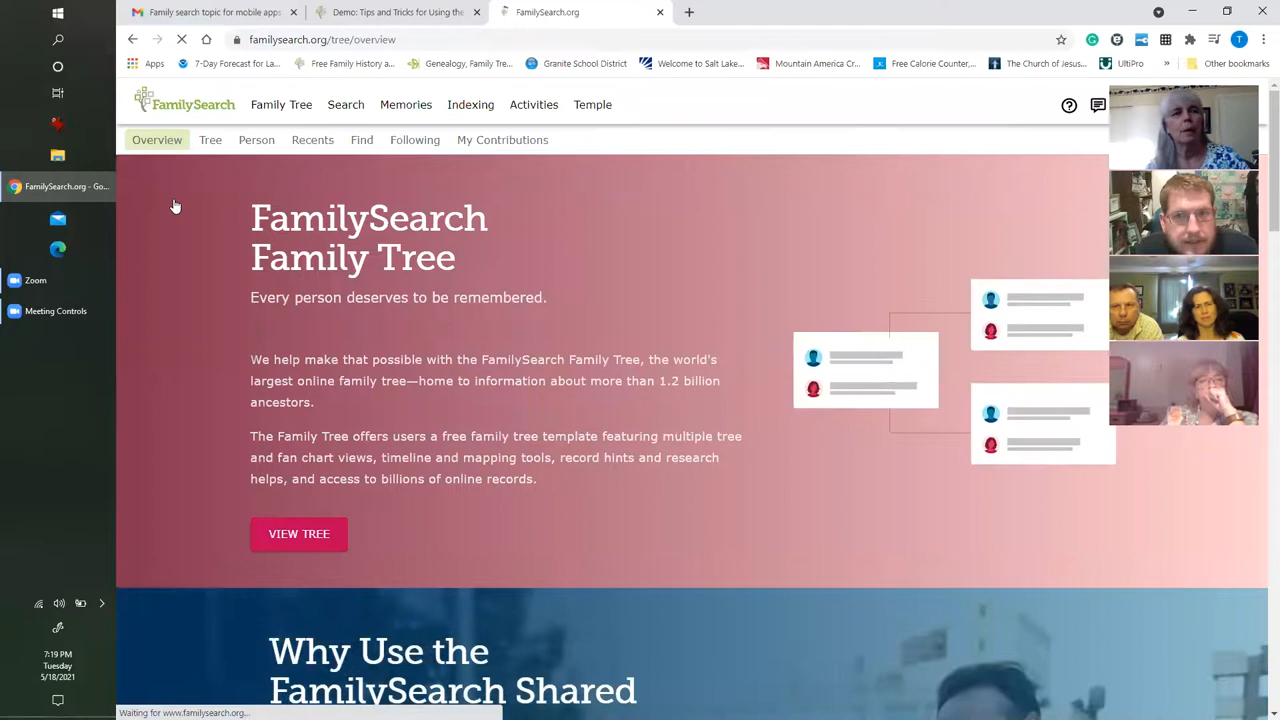 Family search topic for mobile apps
Demo: Tips and Tricks for Using the
FamilySearch.org
familysearch.org/tree/overview
T
Apps
7-Day Forecast for La...
Free Family History a...
Genealogy, Family Tre...
Granite School District
Welcome to Salt Lake...
Mountain America Cr...
Free Calorie Counter,...
The Church of Jesus...
UltiPro
»
Other bookmarks
FamilySearch
Family Tree
Search
Memories
Indexing
Activities
Temple
Overview
Tree
Person
Recents
Find
Following
My Contributions
FamilySearch.org - Go...
Zoom
Meeting Controls
FamilySearch
Family Tree
Every person deserves to be remembered.
We help make that possible with the FamilySearch Family Tree, the world's
largest online family tree—home to information about more than 1.2 billion
ancestors.
The Family Tree offers users a free family tree template featuring multiple tree
and fan chart views, timeline and mapping tools, record hints and research
helps, and access to billions of online records.
VIEW TREE
Why Use the
FamilySearch Shared
7:19 PM
Tuesday
5/18/2021
Waiting for www.familysearch.org...